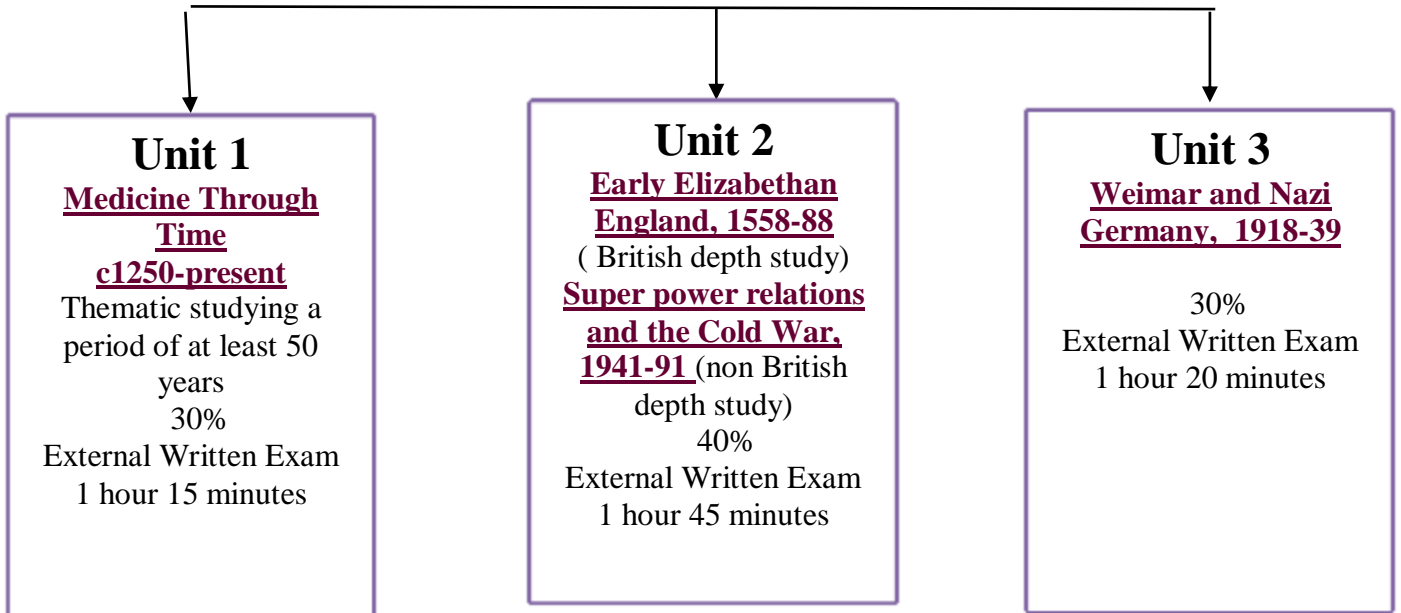 Unit 1
Medicine Through
Time
c1250-present
Thematic studying a
period of at least 50
years
30%
External Written Exam
1 hour 15 minutes
Unit 2
Early Elizabethan
England, 1558-88
( British depth study)
Super power relations
and the Cold War,
1941-91 (non British
depth study)
40%
External Written Exam
1 hour 45 minutes
Unit 3
Weimar and Nazi
Germany, 1918-39
30%
External Written Exam
1 hour 20 minutes